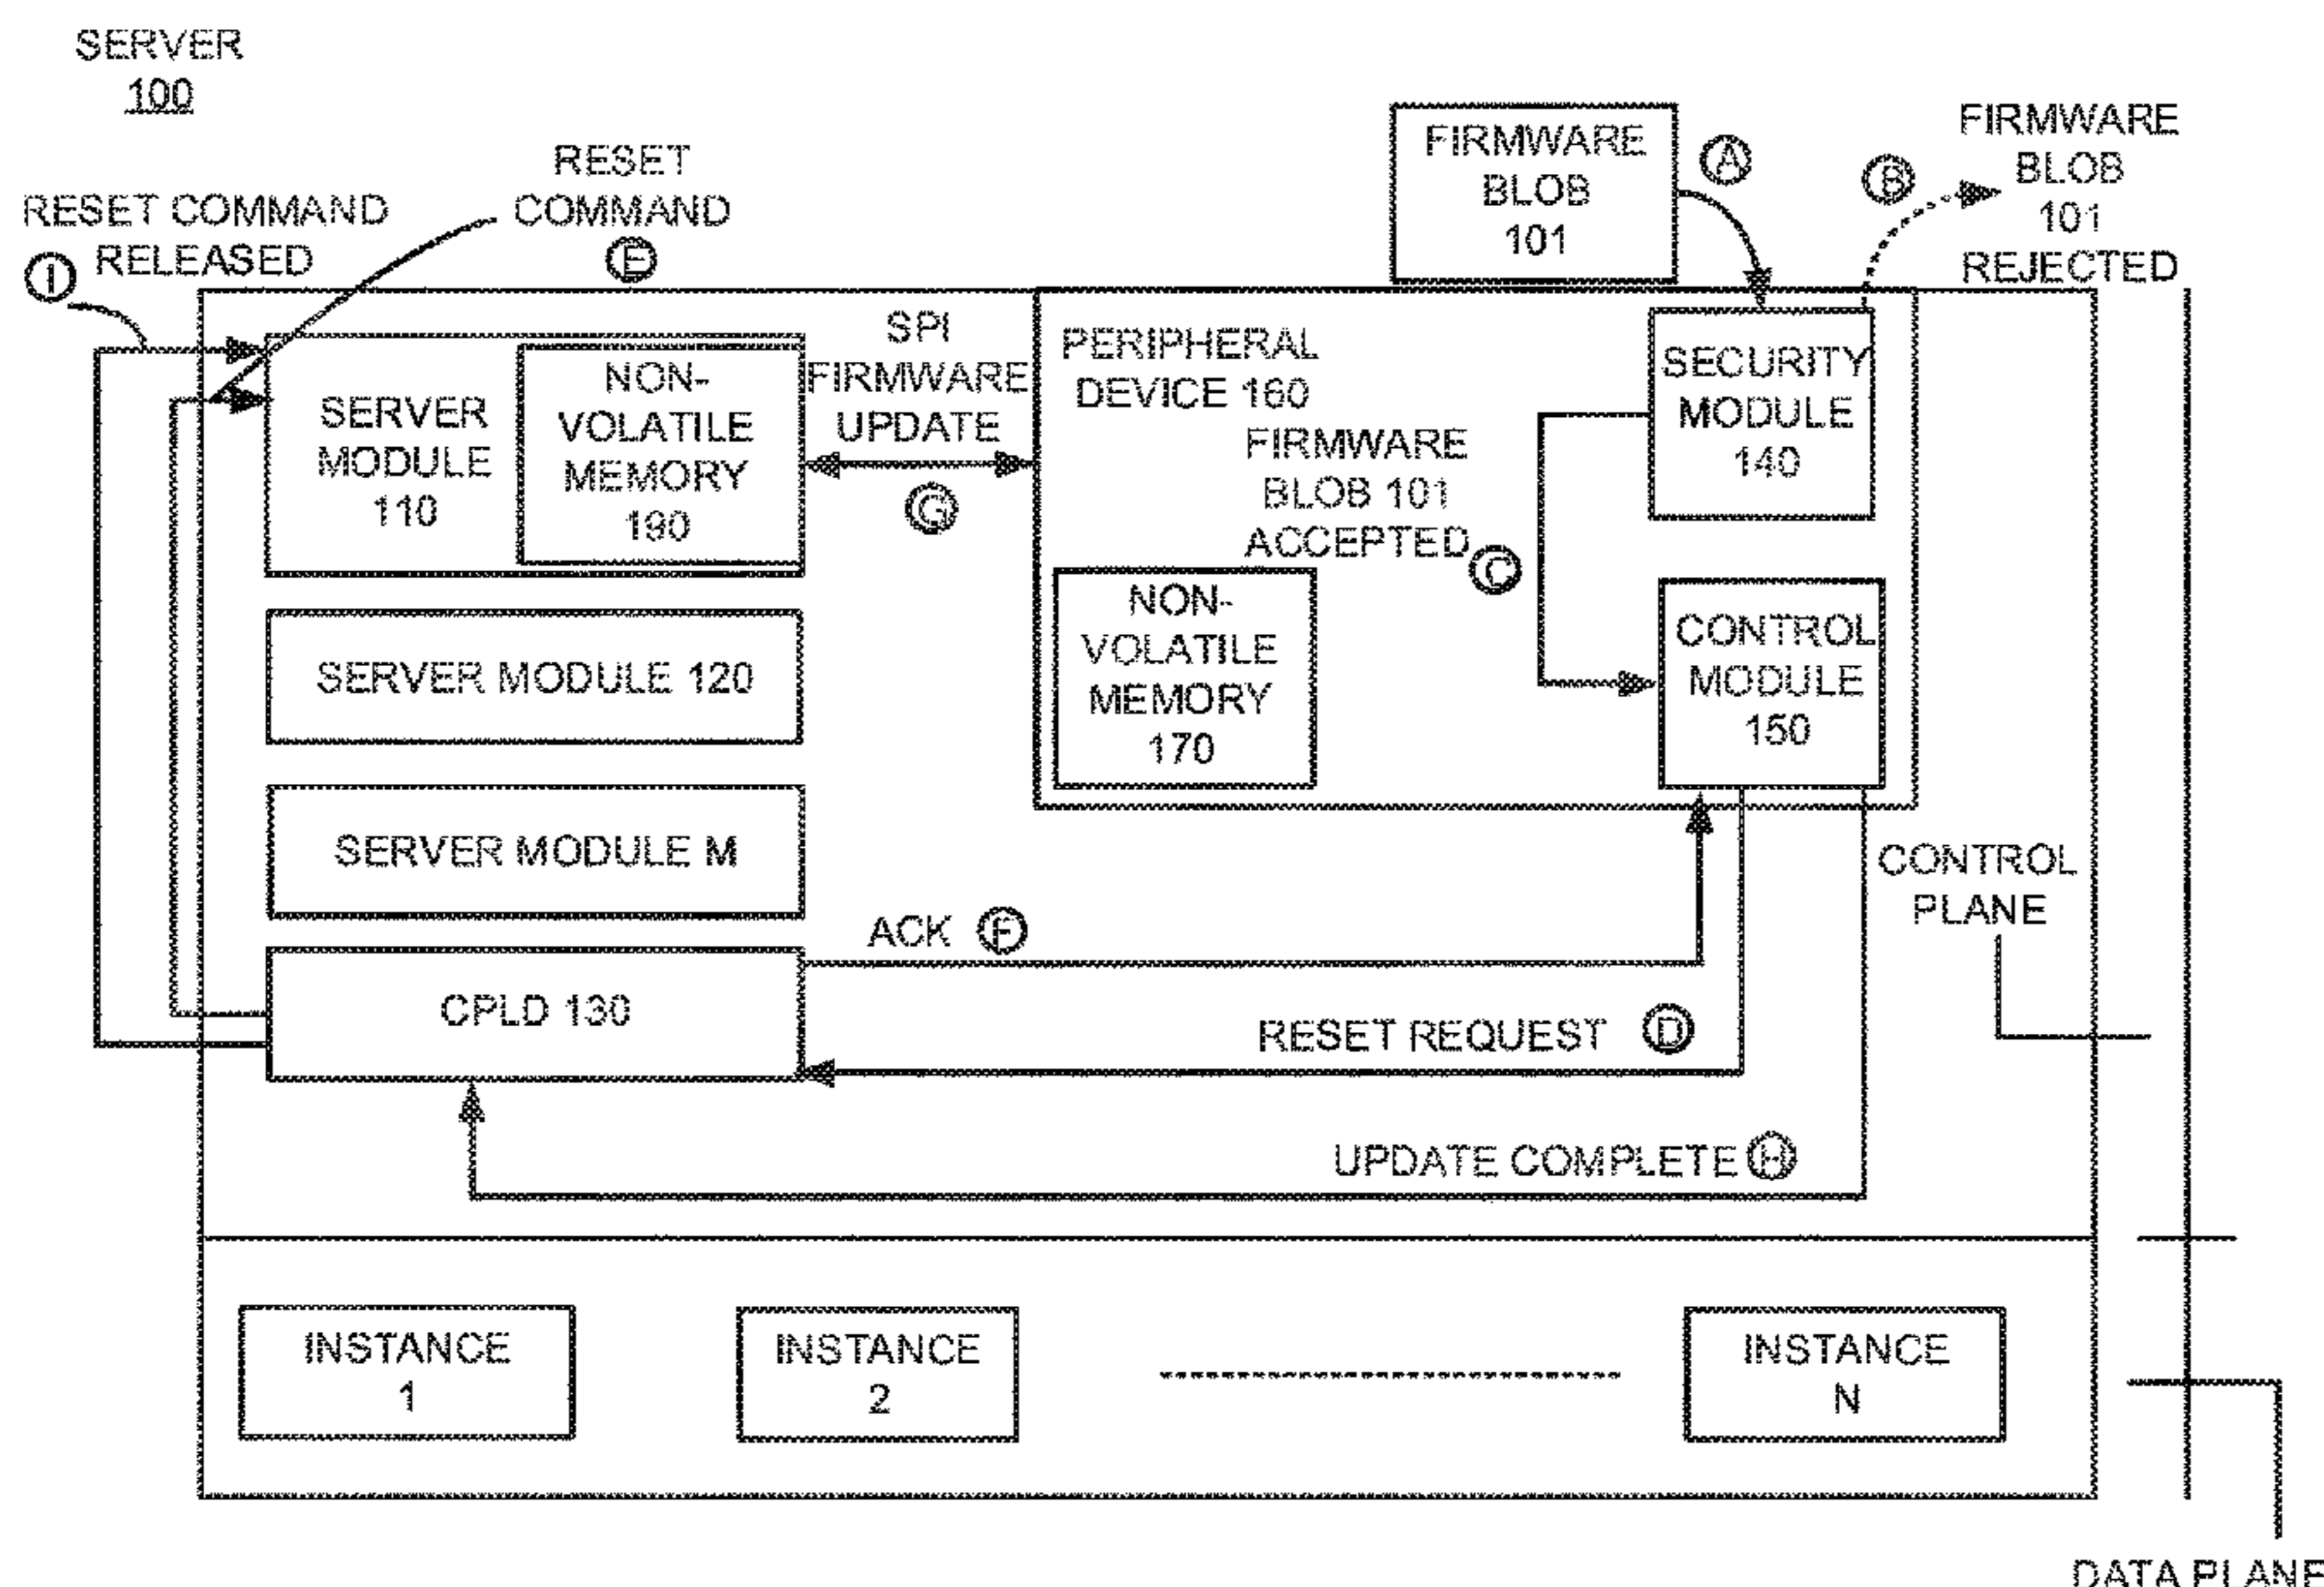 SERVER
100
RESET
COMMAND
E
RESET COMMAND
RELEASED
I
FIRMWARE
BLOB
101
A
B
FIRMWARE
BLOB
101
REJECTED
SERVER
MODULE
110
NON-
VOLATILE
MEMORY
190
SPI
FIRMWARE
UPDATE
G
PERIPHERAL
DEVICE 160
FIRMWARE
BLOB 101
ACCEPTED
C
SECURITY
MODULE
140
NON-
VOLATILE
MEMORY
170
CONTROL
MODULE
150
SERVER MODULE 120
SERVER MODULE M
CPLD 130
ACK F
RESET REQUEST D
UPDATE COMPLETE H
CONTROL
PLANE
INSTANCE
1
INSTANCE
2
INSTANCE
N
DATA PLANE